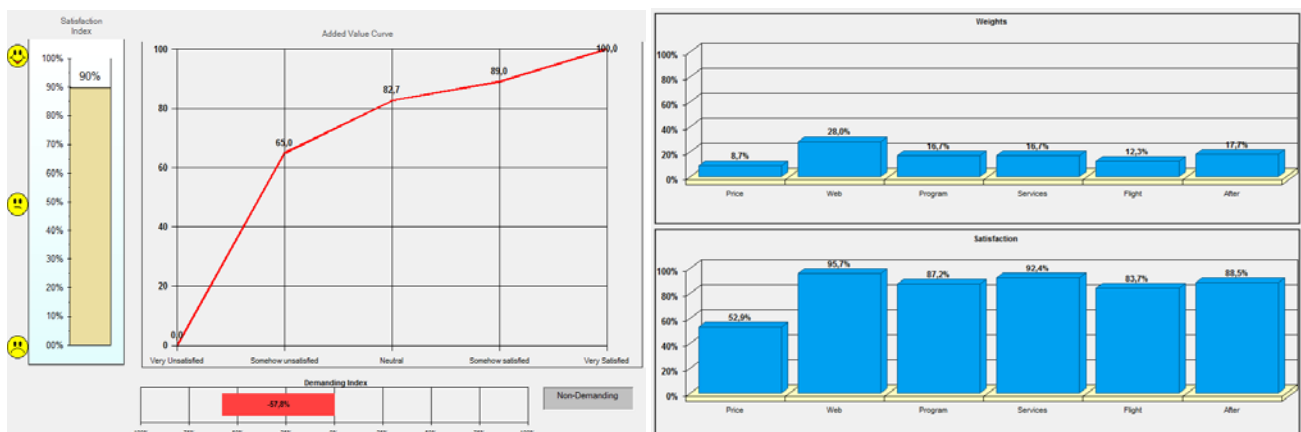 Satisfaction
Index
100%
90%
90%
80%
70%
60%
50%
40%
30%
20%
10%
00%
Added Value Curve
100
80
60
40
20
0
0,0
65,0
82,7
89,0
100,0
Very Unsatisfied
Somehow unsatisfied
Neutral
Somehow satisfied
Very Satisfied
Demanding Index
-57,8%
Non-Demanding
Weights
100%
80%
60%
40%
20%
0%
8,7%
28,0%
16,7%
16,7%
12,3%
17,7%
Price
Web
Program
Services
Flight
After
Satisfaction
100%
80%
60%
40%
20%
0%
52,9%
95,7%
87,2%
92,4%
83,7%
88,5%
Price
Web
Program
Services
Flight
After